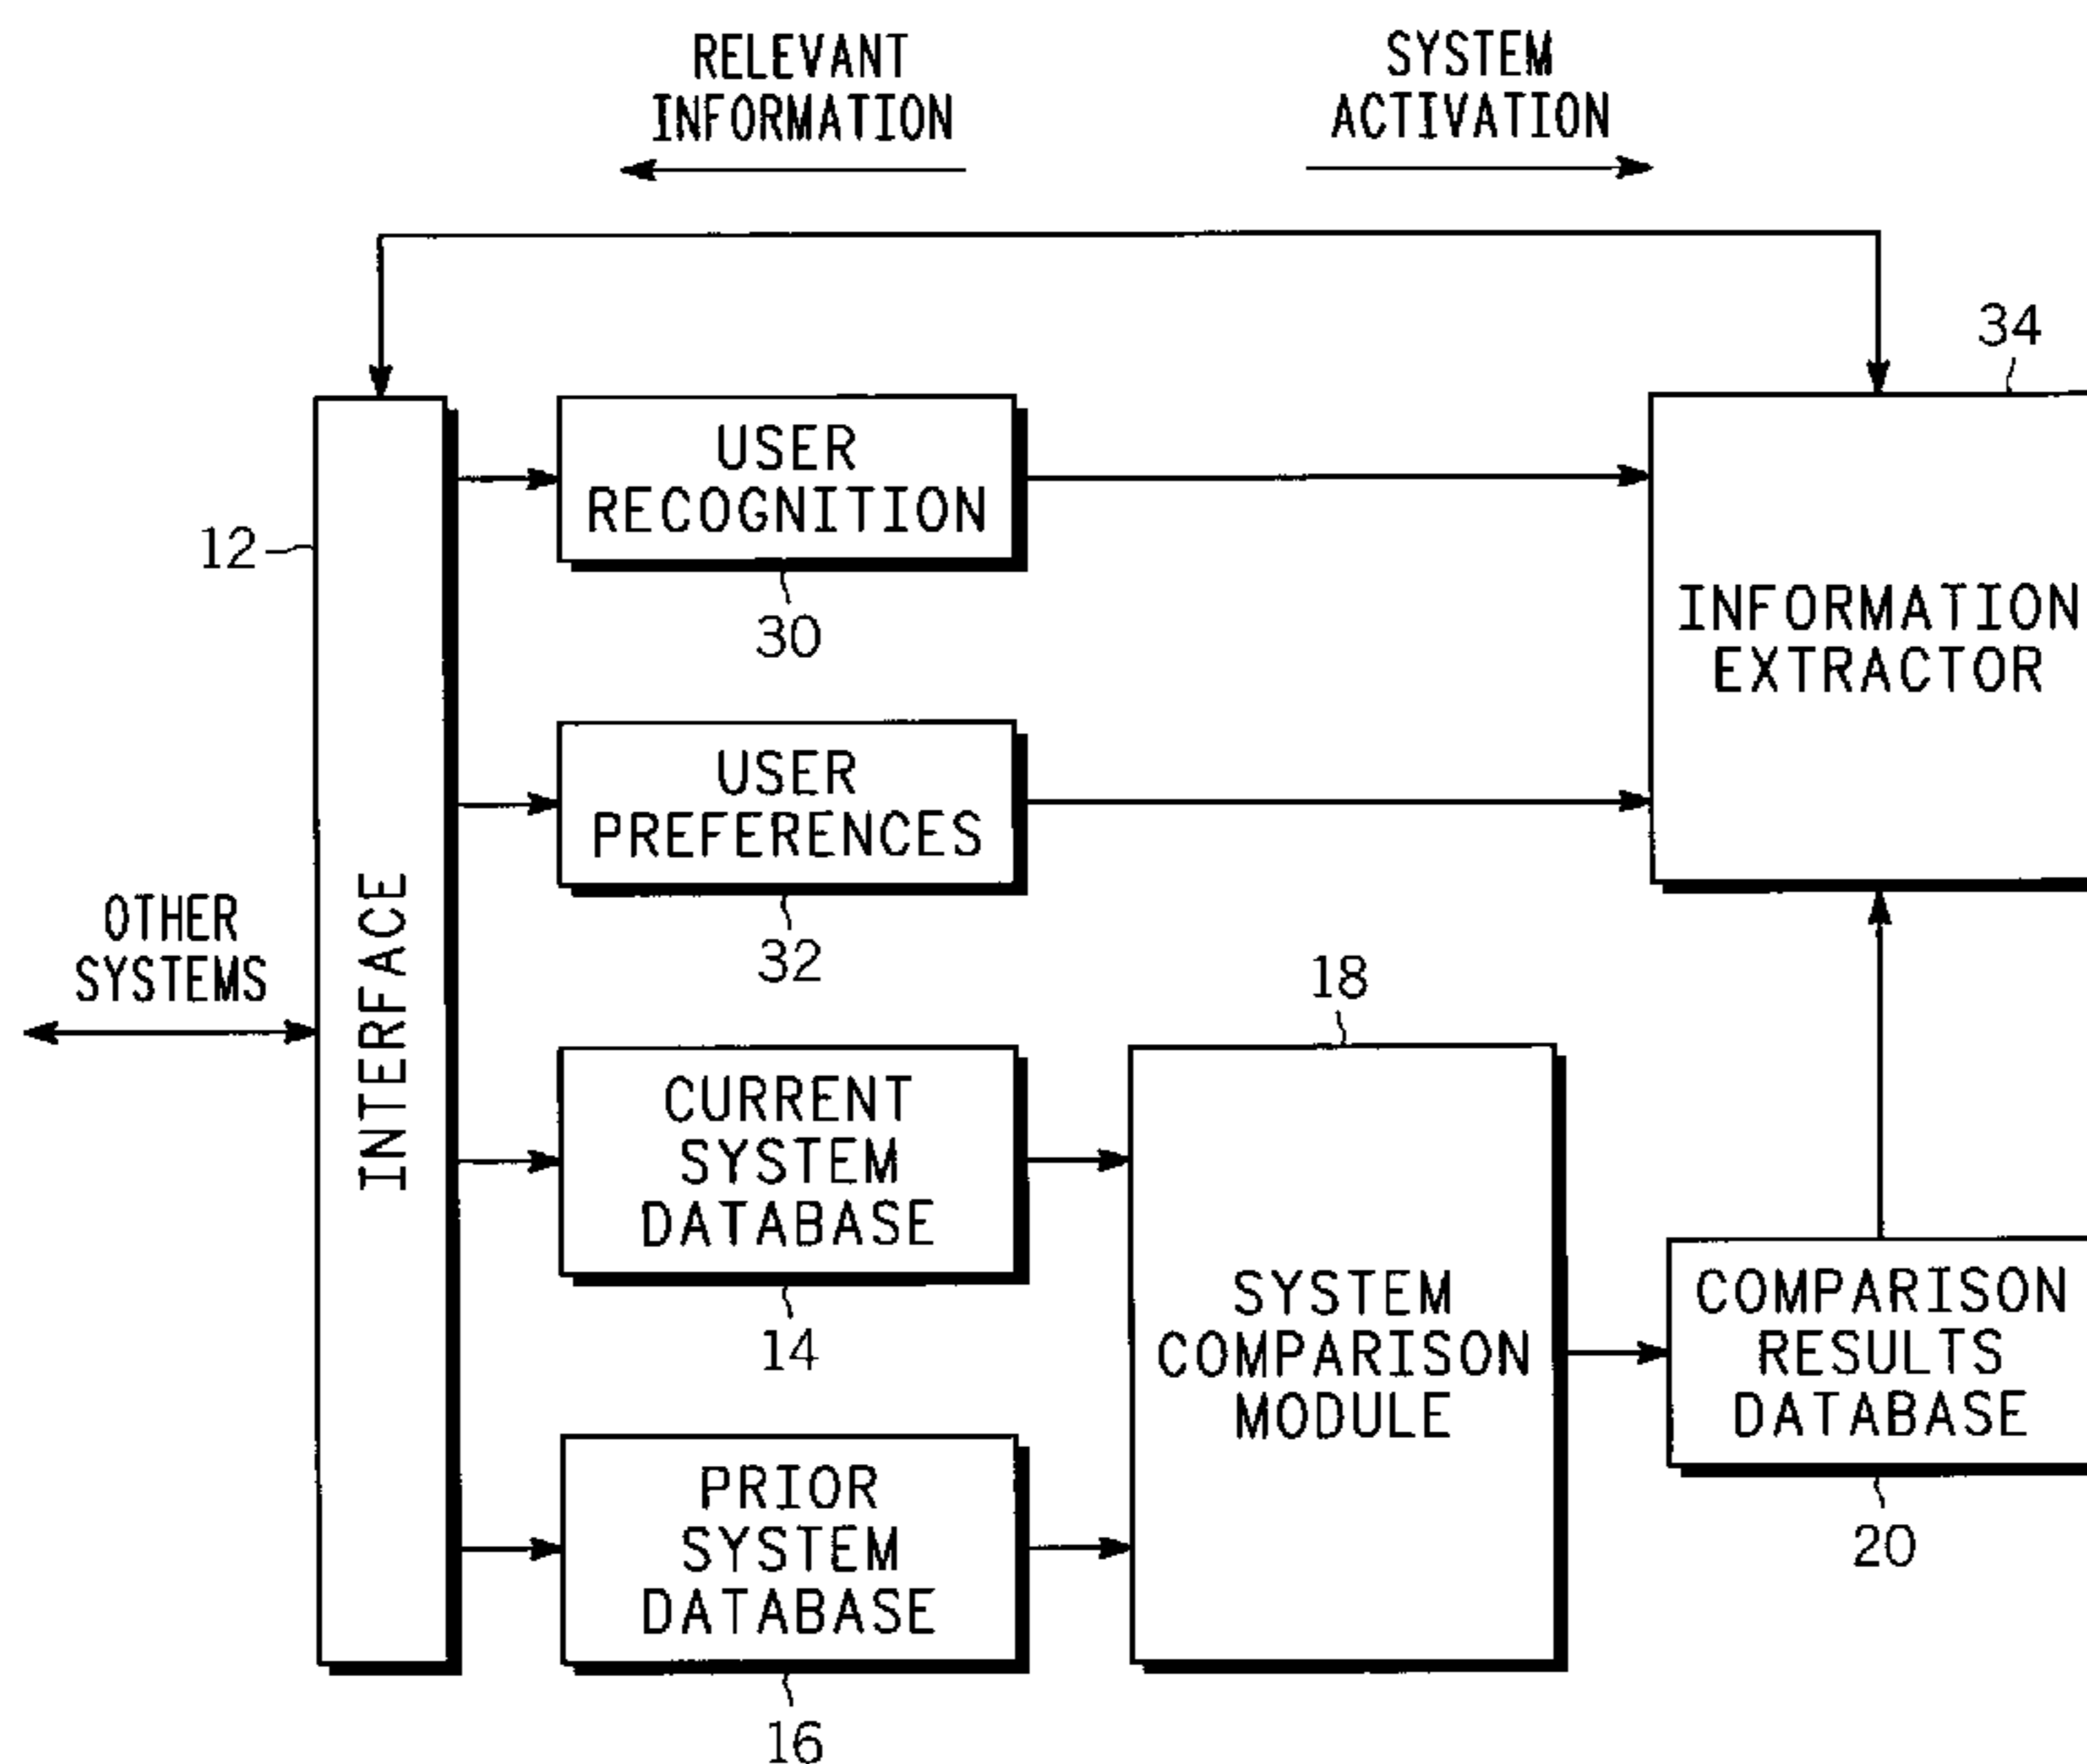 RELEVANT
INFORMATION
SYSTEM
ACTIVATION
34
USER
RECOGNITION
12
30
INFORMATION
EXTRACTOR
USER
PREFERENCES
32
OTHER
SYSTEMS
INTERFACE
18
CURRENT
SYSTEM
DATABASE
14
SYSTEM
COMPARISON
MODULE
COMPARISON
RESULTS
DATABASE
20
PRIOR
SYSTEM
DATABASE
16